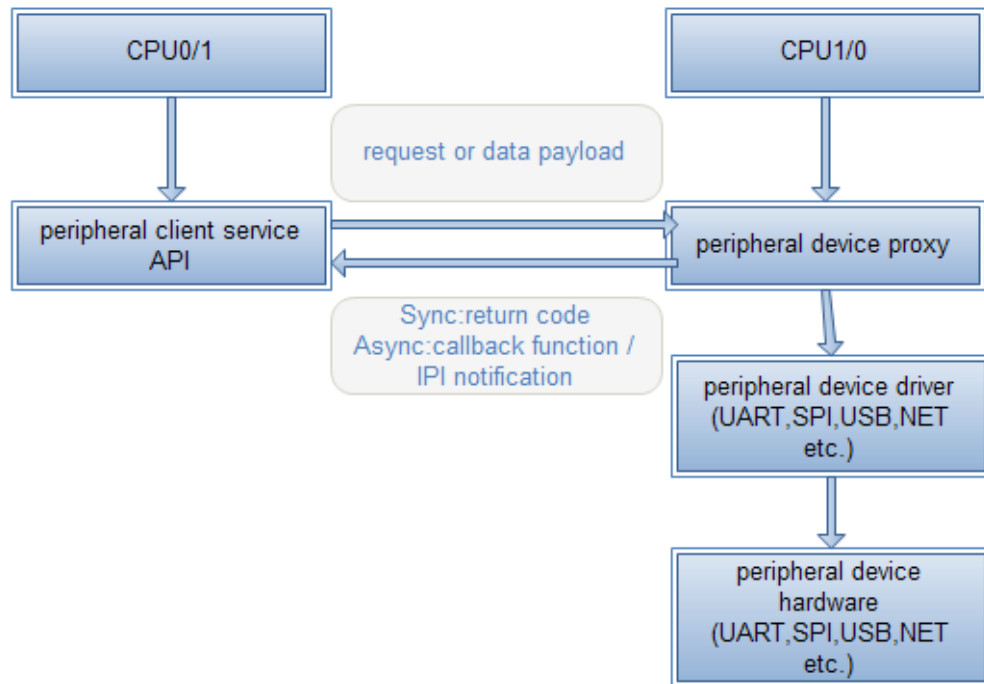 CPU0/1
CPU1/0
request or data payload
peripheral client service
API
peripheral device proxy
Sync:return code
Async:callback function /
IPI notification
peripheral device driver
(UART,SPI,USB,NET
etc.)
peripheral device
hardware
(UART,SPI,USB,NET
etc.)